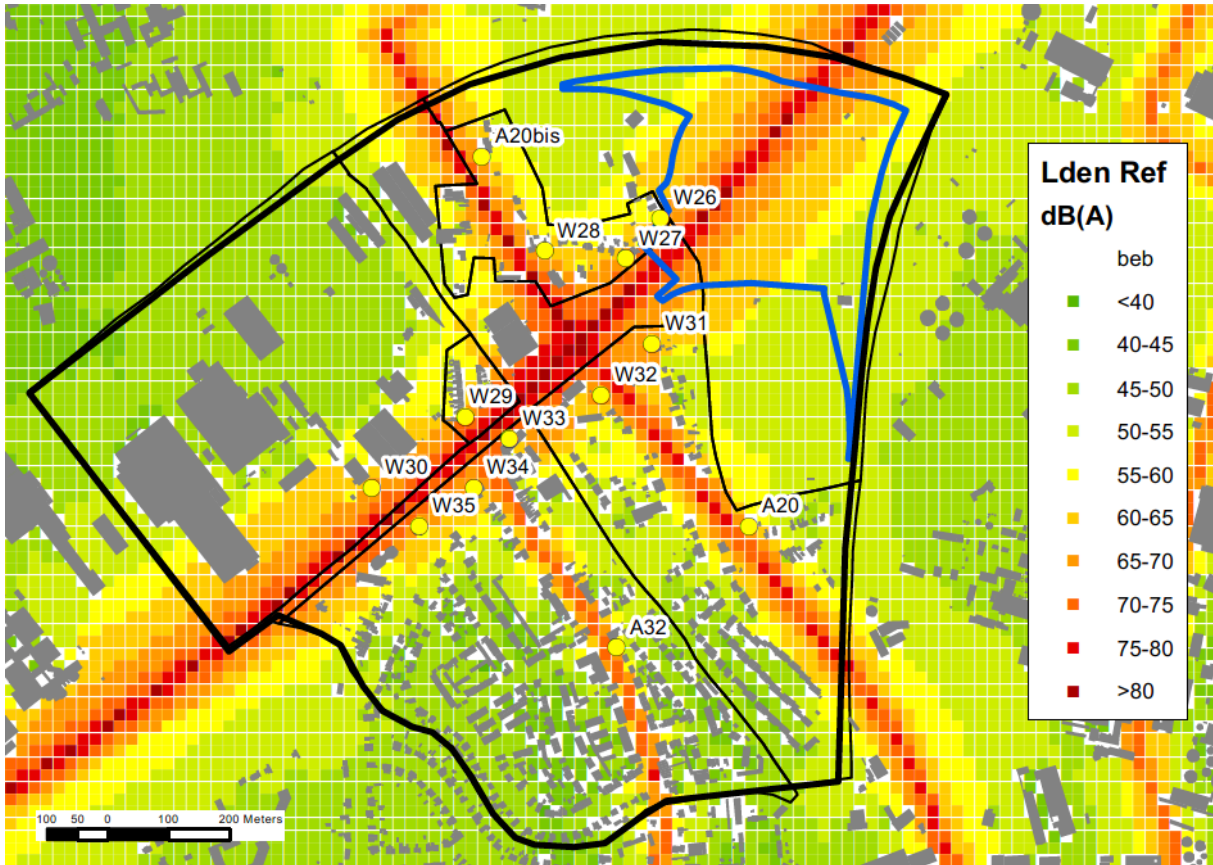 A20bis
W26
W28
W27
W31
W32
W29
W33
W30
W34
W35
A20
A32
Lden Ref
dB(A)
beb
<40
40-45
45-50
50-55
55-60
60-65
65-70
70-75
75-80
>80
100 50 0 100 200 Meters